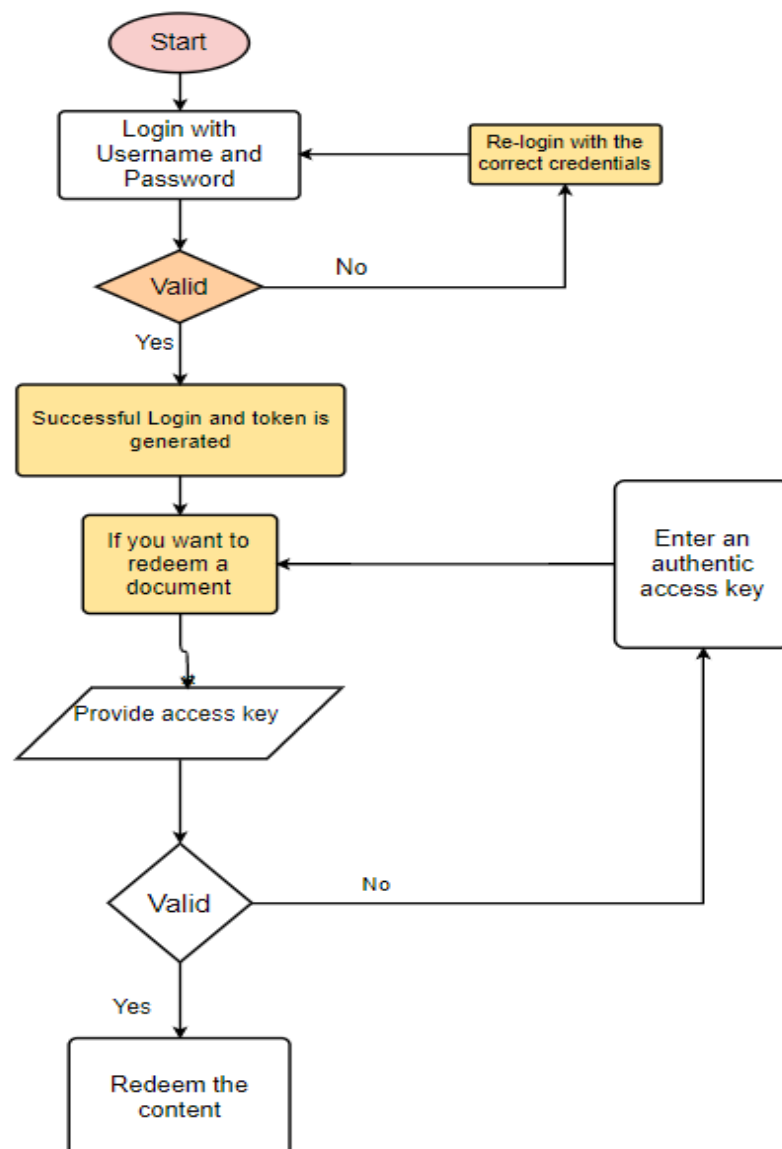 Start
Login with
Username and
Password
Re-login with the
correct credentials
Valid
No
Yes
Successful Login and token is
generated
If you want to
redeem a
document
Enter an
authentic
access key
Provide access key
Valid
No
Yes
Redeem the
content